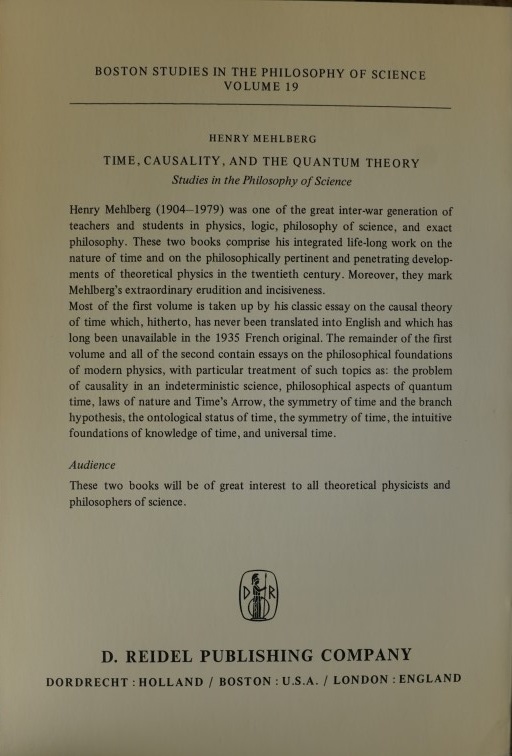 BOSTON STUDIES IN THE PHILOSOPHY OF SCIENCE
VOLUME 19
HENRY MEHLBERG
TIME, CAUSALITY, AND THE QUANTUM THEORY
Studies in the Philosophy of Science
Henry Mehlberg (1904–1979) was one of the great inter-war generation of
teachers and students in physics, logic, philosophy of science, and exact
philosophy. These two books comprise his integrated life-long work on the
nature of time and on the philosophically pertinent and penetrating develop-
ments of theoretical physics in the twentieth century. Moreover, they mark
Mehlberg's extraordinary erudition and incisiveness.
Most of the first volume is taken up by his classic essay on the causal theory
of time which, hitherto, has never been translated into English and which has
long been unavailable in the 1935 French original. The remainder of the first
volume and all of the second contain essays on the philosophical foundations
of modern physics, with particular treatment of such topics as: the problem
of causality in an indeterministic science, philosophical aspects of quantum
time, laws of nature and Time's Arrow, the symmetry of time and the branch
hypothesis, the ontological status of time, the symmetry of time, the intuitive
foundations of knowledge of time, and universal time.
Audience
These two books will be of great interest to all theoretical physicists and
philosophers of science.
D R
D. REIDEL PUBLISHING COMPANY
DORDRECHT : HOLLAND / BOSTON : U.S.A. / LONDON : ENGLAND